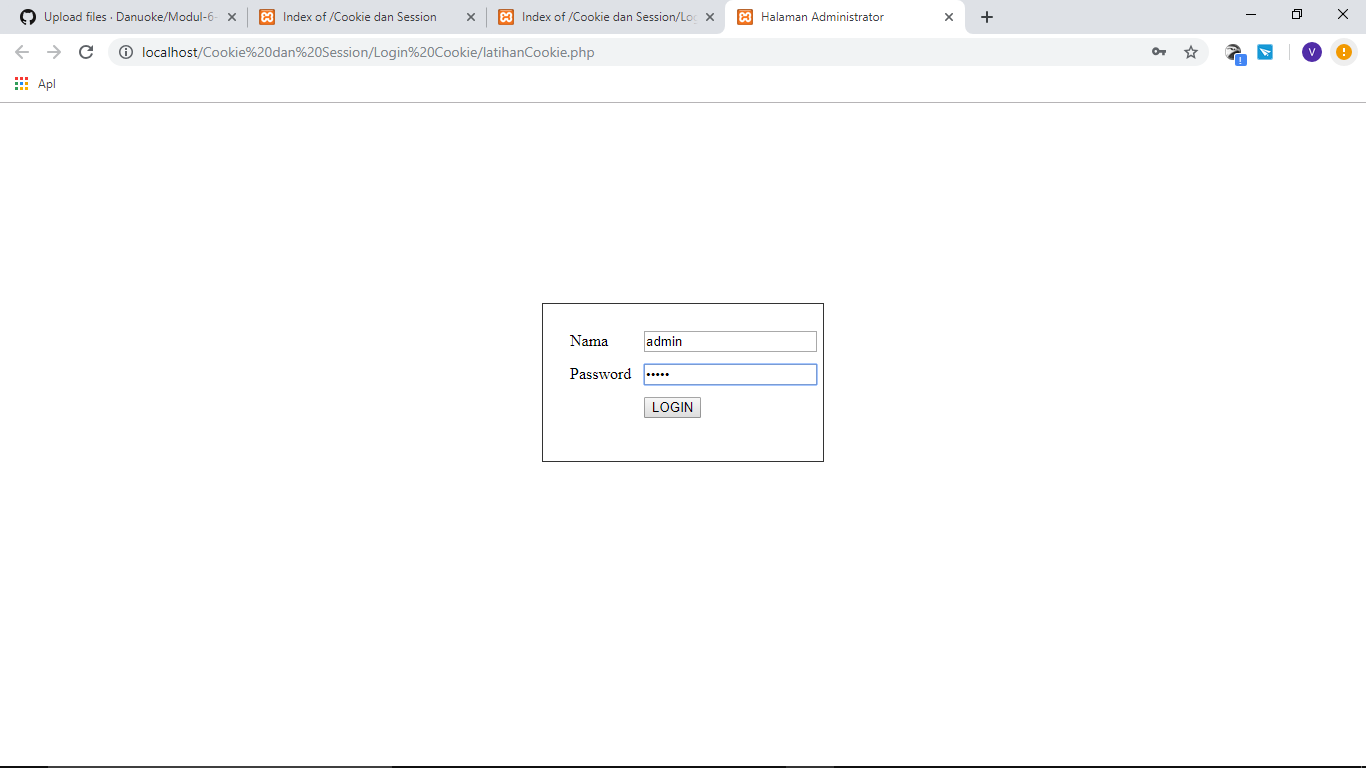 Upload files · Danuoke/Modul-6- Index of /Cookie dan Session Index of /Cookie dan Session/Log Halaman Administrator
localhost/Cookie%20dan%20Session/Login%20Cookie/latihanCookie.php V
Apl
Nama admin
Password •••••
LOGIN